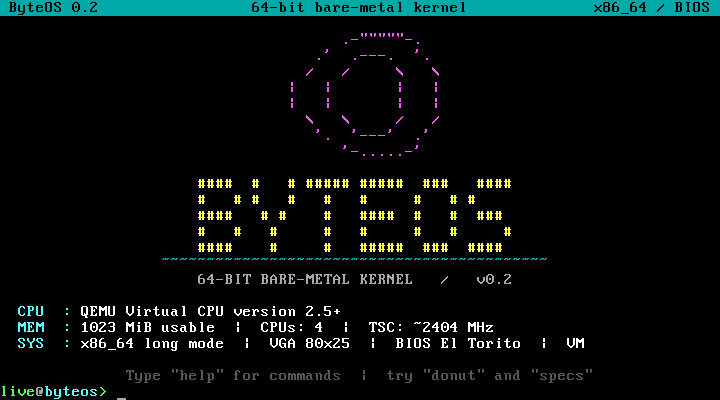 ByteOS 0.2 64-bit bare-metal kernel x86_64 / BIOS
BYTEOS
64-BIT BARE-METAL KERNEL / v0.2
CPU : QEMU Virtual CPU version 2.5+
MEM : 1023 MiB usable | CPUs: 4 | TSC: ~2404 MHz
SYS : x86_64 long mode | VGA 80x25 | BIOS El Torito | VM
Type "help" for commands | try "donut" and "specs"
live@byteos> _